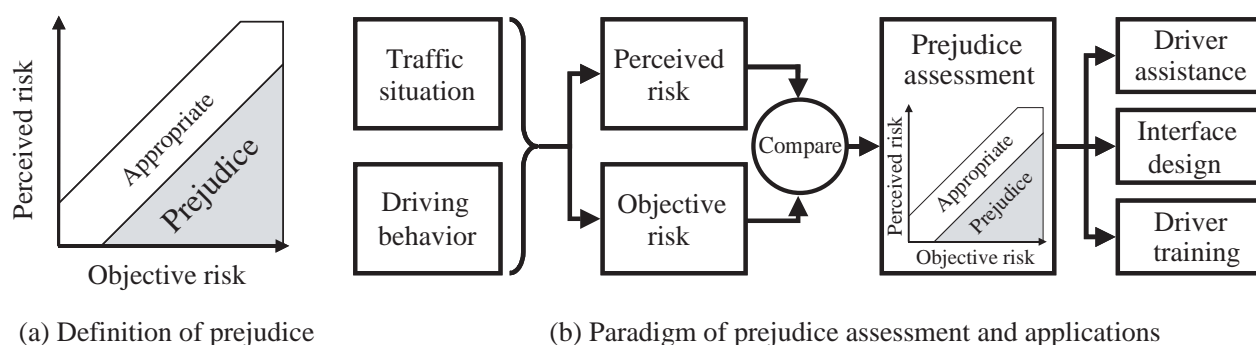 Perceived risk
Appropriate
Prejudice
Objective risk
(a) Definition of prejudice
Traffic
situation
Driving
behavior
Perceived
risk
Objective
risk
Compare
Prejudice
assessment
Perceived risk
Appropriate
Prejudice
Objective risk
Driver
assistance
Interface
design
Driver
training
(b) Paradigm of prejudice assessment and applications